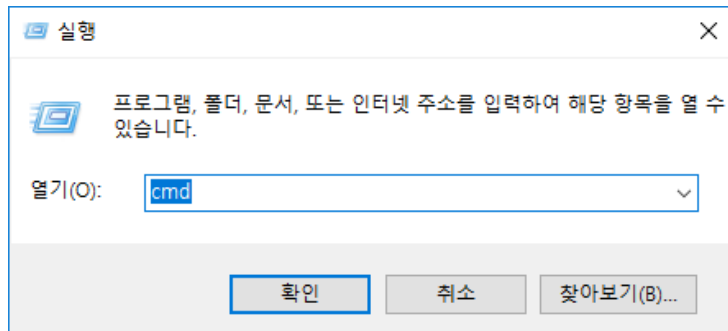 실행
프로그램, 폴더, 문서, 또는 인터넷 주소를 입력하여 해당 항목을 열 수
있습니다.
열기(O):
cmd
확인
취소
찾아보기(B)...